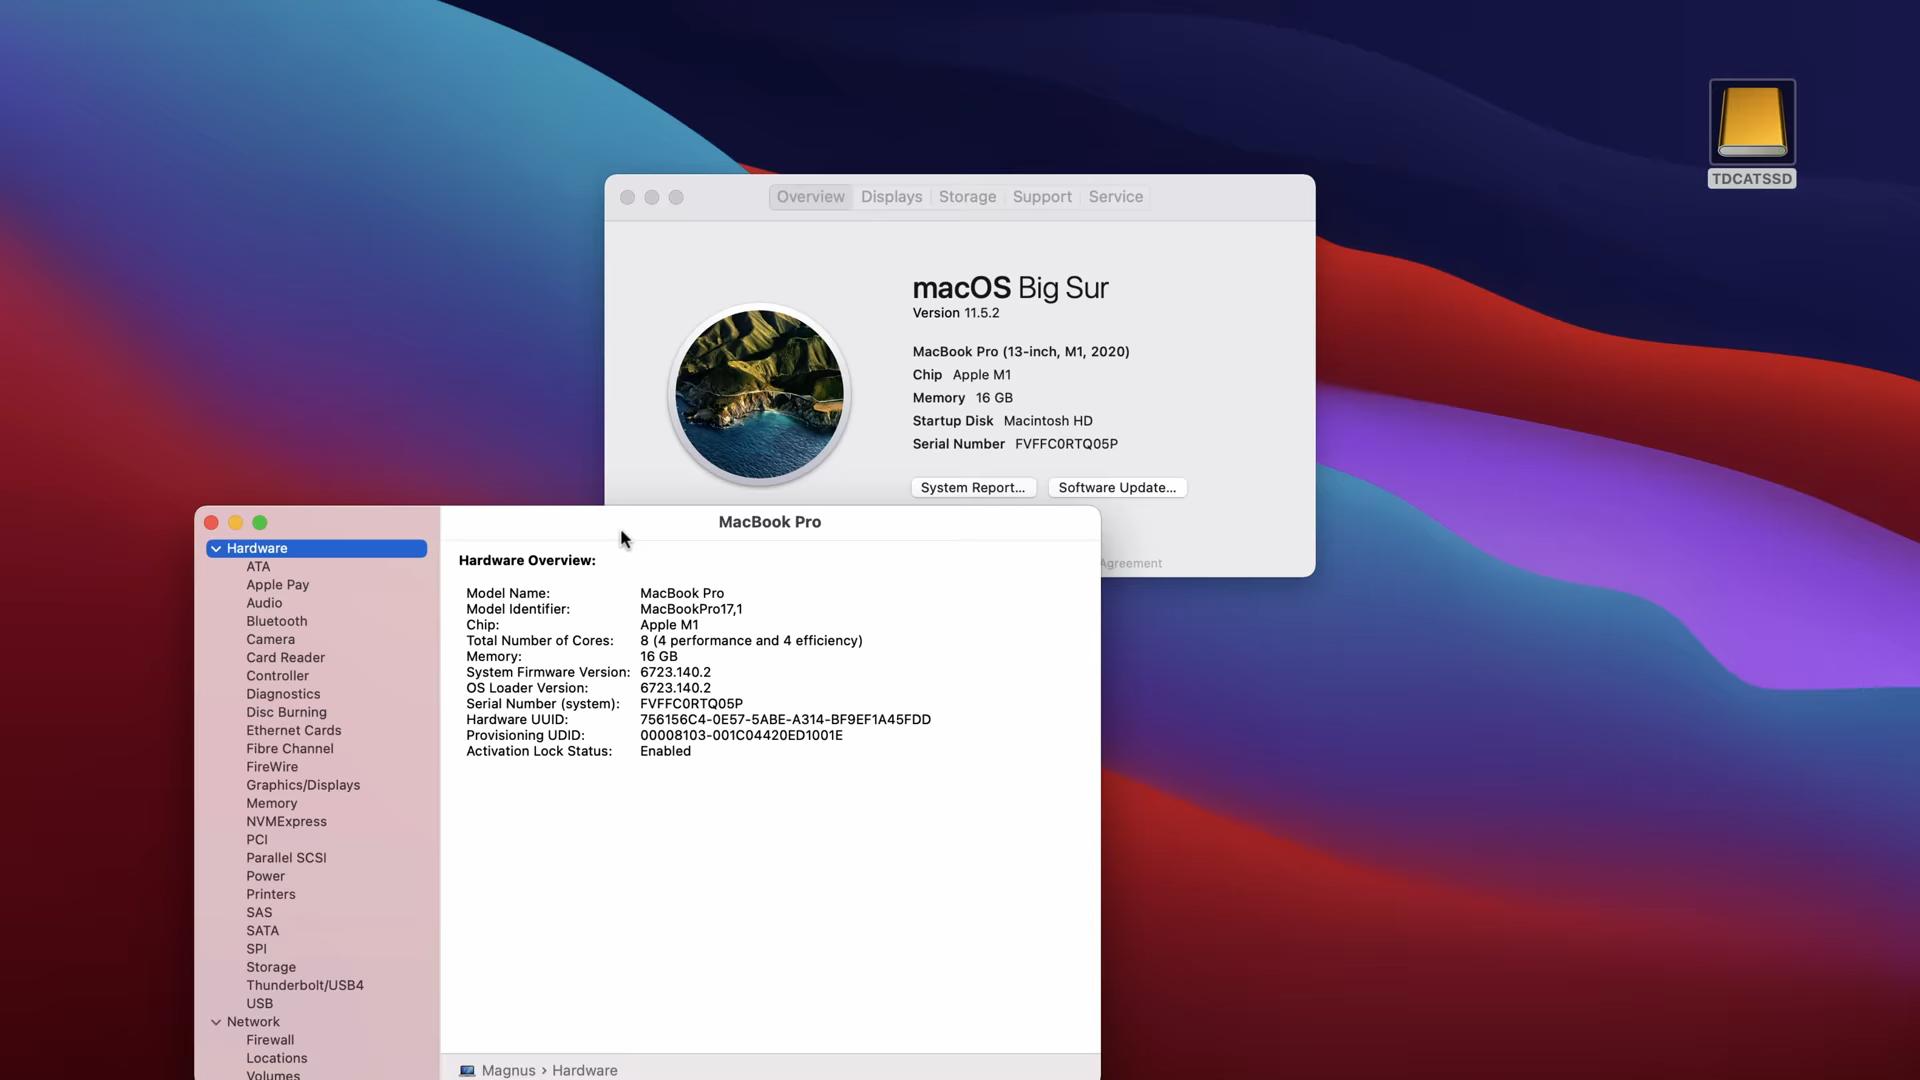 TDCATSSD
Overview Displays Storage Support Service
macOS Big Sur
Version 11.5.2
MacBook Pro (13-inch, M1, 2020)
Chip Apple M1
Memory 16 GB
Startup Disk Macintosh HD
Serial Number FVFFC0RTQ05P
System Report... Software Update...
Agreement
MacBook Pro
Hardware
ATA
Apple Pay
Audio
Bluetooth
Camera
Card Reader
Controller
Diagnostics
Disc Burning
Ethernet Cards
Fibre Channel
FireWire
Graphics/Displays
Memory
NVMExpress
PCI
Parallel SCSI
Power
Printers
SAS
SATA
SPI
Storage
Thunderbolt/USB4
USB
Network
Firewall
Locations
Volumes
Hardware Overview:
Model Name: MacBook Pro
Model Identifier: MacBookPro17,1
Chip: Apple M1
Total Number of Cores: 8 (4 performance and 4 efficiency)
Memory: 16 GB
System Firmware Version: 6723.140.2
OS Loader Version: 6723.140.2
Serial Number (system): FVFFC0RTQ05P
Hardware UUID: 756156C4-0E57-5ABE-A314-BF9EF1A45FDD
Provisioning UDID: 00008103-001C04420ED1001E
Activation Lock Status: Enabled
Magnus › Hardware